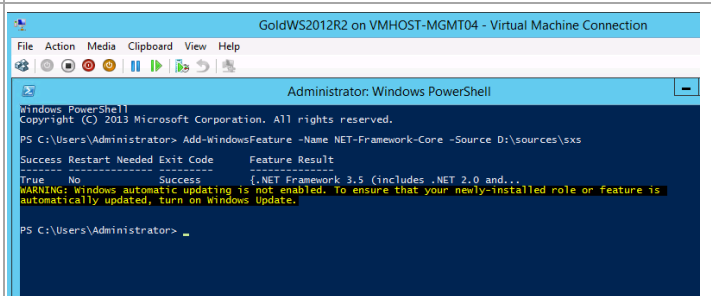 GoldWS2012R2 on VMHOST-MGMT04 - Virtual Machine Connection
File Action Media Clipboard View Help
Administrator: Windows PowerShell
Windows PowerShell
Copyright (C) 2013 Microsoft Corporation. All rights reserved.
PS C:\Users\Administrator> Add-WindowsFeature -Name NET-Framework-Core -Source D:\sources\sxs
Success Restart Needed Exit Code Feature Result
------- -------------- --------- --------------
True No Success {.NET Framework 3.5 (includes .NET 2.0 and...
WARNING: Windows automatic updating is not enabled. To ensure that your newly-installed role or feature is
automatically updated, turn on Windows Update.
PS C:\Users\Administrator> _